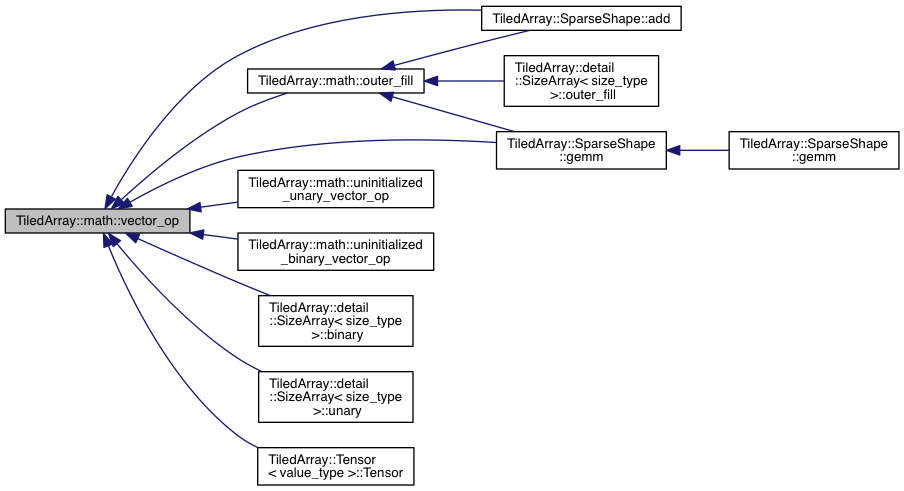 TiledArray::SparseShape::add
TiledArray::math::outer_fill
TiledArray::detail
::SizeArray< size_type
>::outer_fill
TiledArray::SparseShape
::gemm
TiledArray::SparseShape
::gemm
TiledArray::math::uninitialized
_unary_vector_op
TiledArray::math::vector_op
TiledArray::math::uninitialized
_binary_vector_op
TiledArray::detail
::SizeArray< size_type
>::binary
TiledArray::detail
::SizeArray< size_type
>::unary
TiledArray::Tensor
< value_type >::Tensor